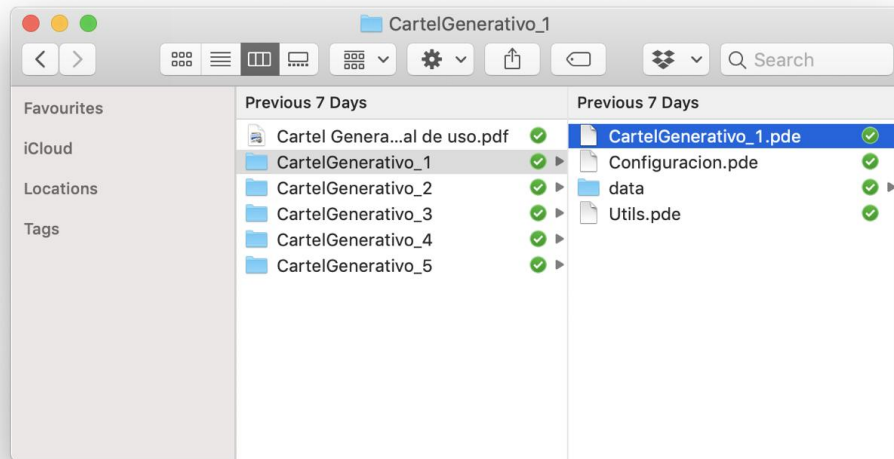 CartelGenerativo_1
Search
Favourites
iCloud
Locations
Tags
Previous 7 Days
Cartel Genera...al de uso.pdf
CartelGenerativo_1
CartelGenerativo_2
CartelGenerativo_3
CartelGenerativo_4
CartelGenerativo_5
Previous 7 Days
CartelGenerativo_1.pde
Configuracion.pde
data
Utils.pde